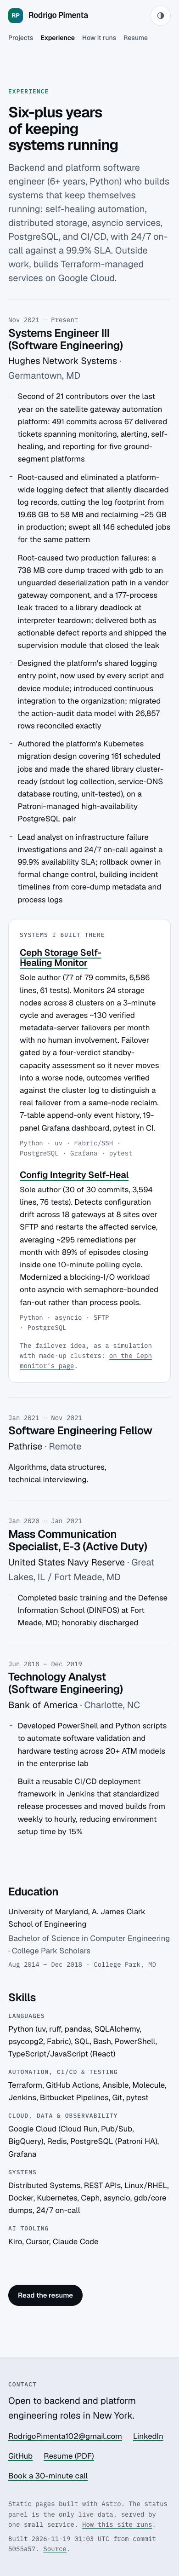 RP Rodrigo Pimenta
Projects Experience How it runs Resume
EXPERIENCE
Six-plus years
of keeping
systems running
Backend and platform software
engineer (6+ years, Python) who builds
systems that keep themselves
running: self-healing automation,
distributed storage, asyncio services,
PostgreSQL, and CI/CD, with 24/7 on-
call against a 99.9% SLA. Outside
work, builds Terraform-managed
services on Google Cloud.
Nov 2021 – Present
Systems Engineer III
(Software Engineering)
Hughes Network Systems ·
Germantown, MD
– Second of 21 contributors over the last
year on the satellite gateway automation
platform: 491 commits across 67 delivered
tickets spanning monitoring, alerting, self-
healing, and reporting for five ground-
segment platforms
– Root-caused and eliminated a platform-
wide logging defect that silently discarded
log records, cutting the log footprint from
19.68 GB to 58 MB and reclaiming ~25 GB
in production; swept all 146 scheduled jobs
for the same pattern
– Root-caused two production failures: a
738 MB core dump traced with gdb to an
unguarded deserialization path in a vendor
gateway component, and a 177-process
leak traced to a library deadlock at
interpreter teardown; delivered both as
actionable defect reports and shipped the
supervision module that closed the leak
– Designed the platform's shared logging
entry point, now used by every script and
device module; introduced continuous
integration to the organization; migrated
the action-audit data model with 26,857
rows reconciled exactly
– Authored the platform's Kubernetes
migration design covering 161 scheduled
jobs and made the shared library cluster-
ready (stdout log collection, service-DNS
database routing, unit-tested), on a
Patroni-managed high-availability
PostgreSQL pair
– Lead analyst on infrastructure failure
investigations and 24/7 on-call against a
99.9% availability SLA; rollback owner in
formal change control, building incident
timelines from core-dump metadata and
process logs
SYSTEMS I BUILT THERE
Ceph Storage Self-
Healing Monitor
Sole author (77 of 79 commits, 6,586
lines, 61 tests). Monitors 24 storage
nodes across 8 clusters on a 3-minute
cycle and averages ~130 verified
metadata-server failovers per month
with no human involvement. Failover
gated by a four-verdict standby-
capacity assessment so it never moves
into a worse node, outcomes verified
against the cluster log to distinguish a
real failover from a same-node reclaim.
7-table append-only event history, 19-
panel Grafana dashboard, pytest in CI.
Python · uv · Fabric/SSH ·
PostgreSQL · Grafana · pytest
Config Integrity Self-Heal
Sole author (30 of 30 commits, 3,594
lines, 76 tests). Detects configuration
drift across 18 gateways at 8 sites over
SFTP and restarts the affected service,
averaging ~295 remediations per
month with 89% of episodes closing
inside one 10-minute polling cycle.
Modernized a blocking-I/O workload
into asyncio with semaphore-bounded
fan-out rather than process pools.
Python · asyncio · SFTP
· PostgreSQL
The failover idea, as a simulation
with made-up clusters: on the Ceph
monitor's page.
Jan 2021 – Nov 2021
Software Engineering Fellow
Pathrise · Remote
Algorithms, data structures,
technical interviewing.
Jan 2020 – Jan 2021
Mass Communication
Specialist, E-3 (Active Duty)
United States Navy Reserve · Great
Lakes, IL / Fort Meade, MD
– Completed basic training and the Defense
Information School (DINFOS) at Fort
Meade, MD; honorably discharged
Jun 2018 – Dec 2019
Technology Analyst
(Software Engineering)
Bank of America · Charlotte, NC
– Developed PowerShell and Python scripts
to automate software validation and
hardware testing across 20+ ATM models
in the enterprise lab
– Built a reusable CI/CD deployment
framework in Jenkins that standardized
release processes and moved builds from
weekly to hourly, reducing environment
setup time by 15%
Education
University of Maryland, A. James Clark
School of Engineering
Bachelor of Science in Computer Engineering
· College Park Scholars
Aug 2014 – Dec 2018 · College Park, MD
Skills
LANGUAGES
Python (uv, ruff, pandas, SQLAlchemy,
psycopg2, Fabric), SQL, Bash, PowerShell,
TypeScript/JavaScript (React)
AUTOMATION, CI/CD & TESTING
Terraform, GitHub Actions, Ansible, Molecule,
Jenkins, Bitbucket Pipelines, Git, pytest
CLOUD, DATA & OBSERVABILITY
Google Cloud (Cloud Run, Pub/Sub,
BigQuery), Redis, PostgreSQL (Patroni HA),
Grafana
SYSTEMS
Distributed Systems, REST APIs, Linux/RHEL,
Docker, Kubernetes, Ceph, asyncio, gdb/core
dumps, 24/7 on-call
AI TOOLING
Kiro, Cursor, Claude Code
Read the resume
CONTACT
Open to backend and platform
engineering roles in New York.
RodrigoPimenta102@gmail.com LinkedIn
GitHub Resume (PDF)
Book a 30-minute call
Static pages built with Astro. The status
panel is the only live data, served by
one small service. How this site runs.
Built 2026-11-19 01:03 UTC from commit
5055a57. Source.